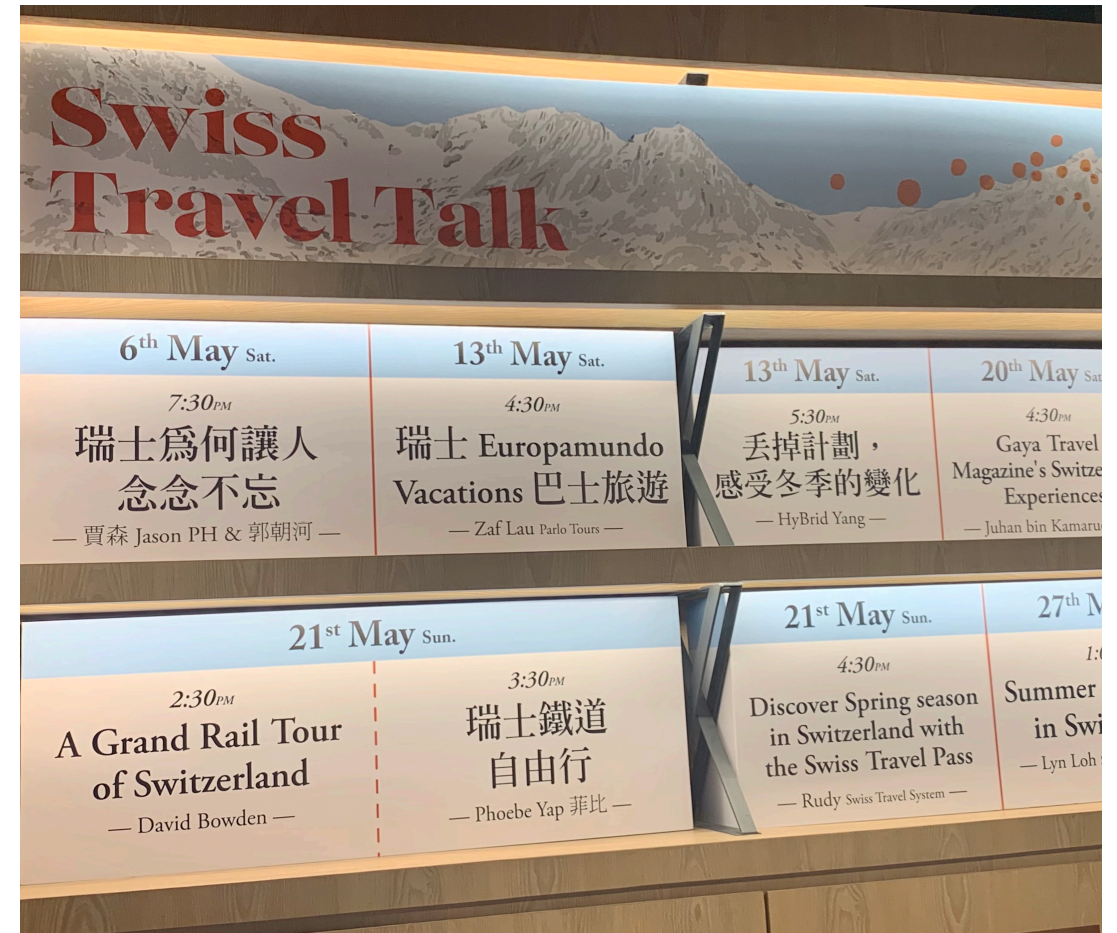 Swiss
Travel Talk
6th May Sat.
7:30PM
瑞士爲何讓人
念念不忘
— 賈森 Jason PH & 郭朝河 —
13th May Sat.
4:30PM
瑞士 Europamundo
Vacations 巴士旅遊
— Zaf Lau Parlo Tours —
13th May Sat.
5:30PM
丟掉計劃，
感受冬季的變化
— HyBrid Yang —
20th May
4:30PM
Gaya Travel
Magazine's
Experiences
— Juhan bin
21st May Sun.
2:30PM
A Grand Rail Tour
of Switzerland
— David Bowden —
3:30PM
瑞士鐵道
自由行
— Phoebe Yap 菲比 —
21st May Sun.
4:30PM
Discover Spring season
in Switzerland with
the Swiss Travel Pass
— Rudy Swiss Travel System —
27th
Summer
in
— Lyn Loh